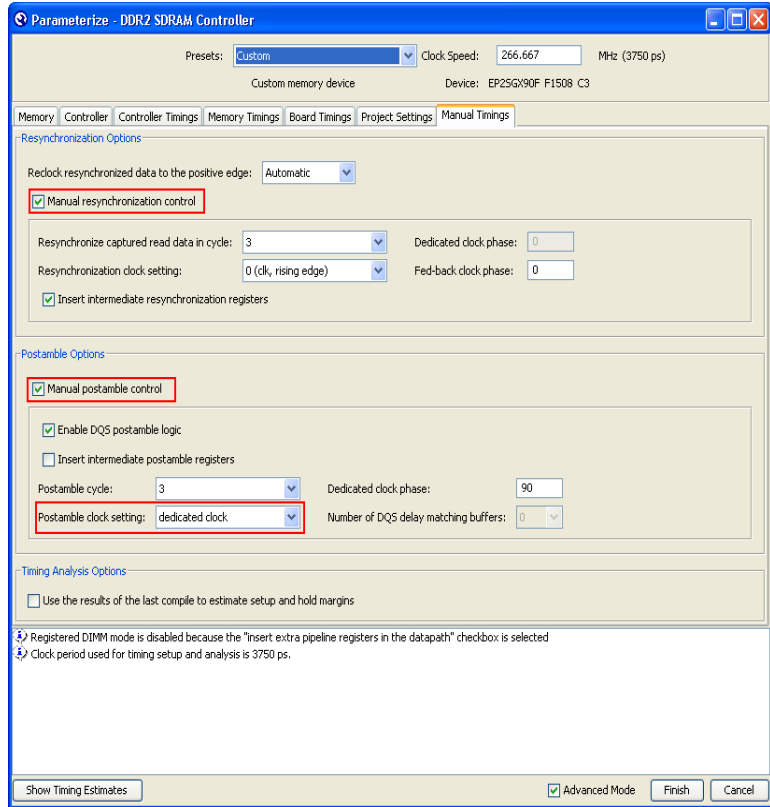 Parameterize - DDR2 SDRAM Controller
Presets: Custom Clock Speed: 266.667 MHz (3750 ps)
Custom memory device Device: EP2SGX90F F1508 C3
Memory Controller Controller Timings Memory Timings Board Timings Project Settings Manual Timings
Resynchronization Options
Reclock resynchronized data to the positive edge: Automatic
Manual resynchronization control
Resynchronize captured read data in cycle: 3 Dedicated clock phase: 0
Resynchronization clock setting: 0 (clk, rising edge) Fed-back clock phase: 0
Insert intermediate resynchronization registers
Postamble Options
Manual postamble control
Enable DQS postamble logic
Insert intermediate postamble registers
Postamble cycle: 3 Dedicated clock phase: 90
Postamble clock setting: dedicated clock Number of DQS delay matching buffers: 0
Timing Analysis Options
Use the results of the last compile to estimate setup and hold margins
Registered DIMM mode is disabled because the "insert extra pipeline registers in the datapath" checkbox is selected
Clock period used for timing setup and analysis is 3750 ps.
Show Timing Estimates Advanced Mode Finish Cancel